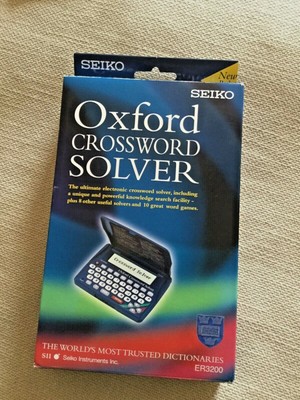 SEIKO
New
SEIKO
Oxford
CROSSWORD
SOLVER
The ultimate electronic crossword solver, including
a unique and powerful knowledge search facility -
plus 8 other useful solvers and 10 great word games.
Crossword Solver
THE WORLD'S MOST TRUSTED DICTIONARIES
SII Seiko Instruments Inc.
ER3200